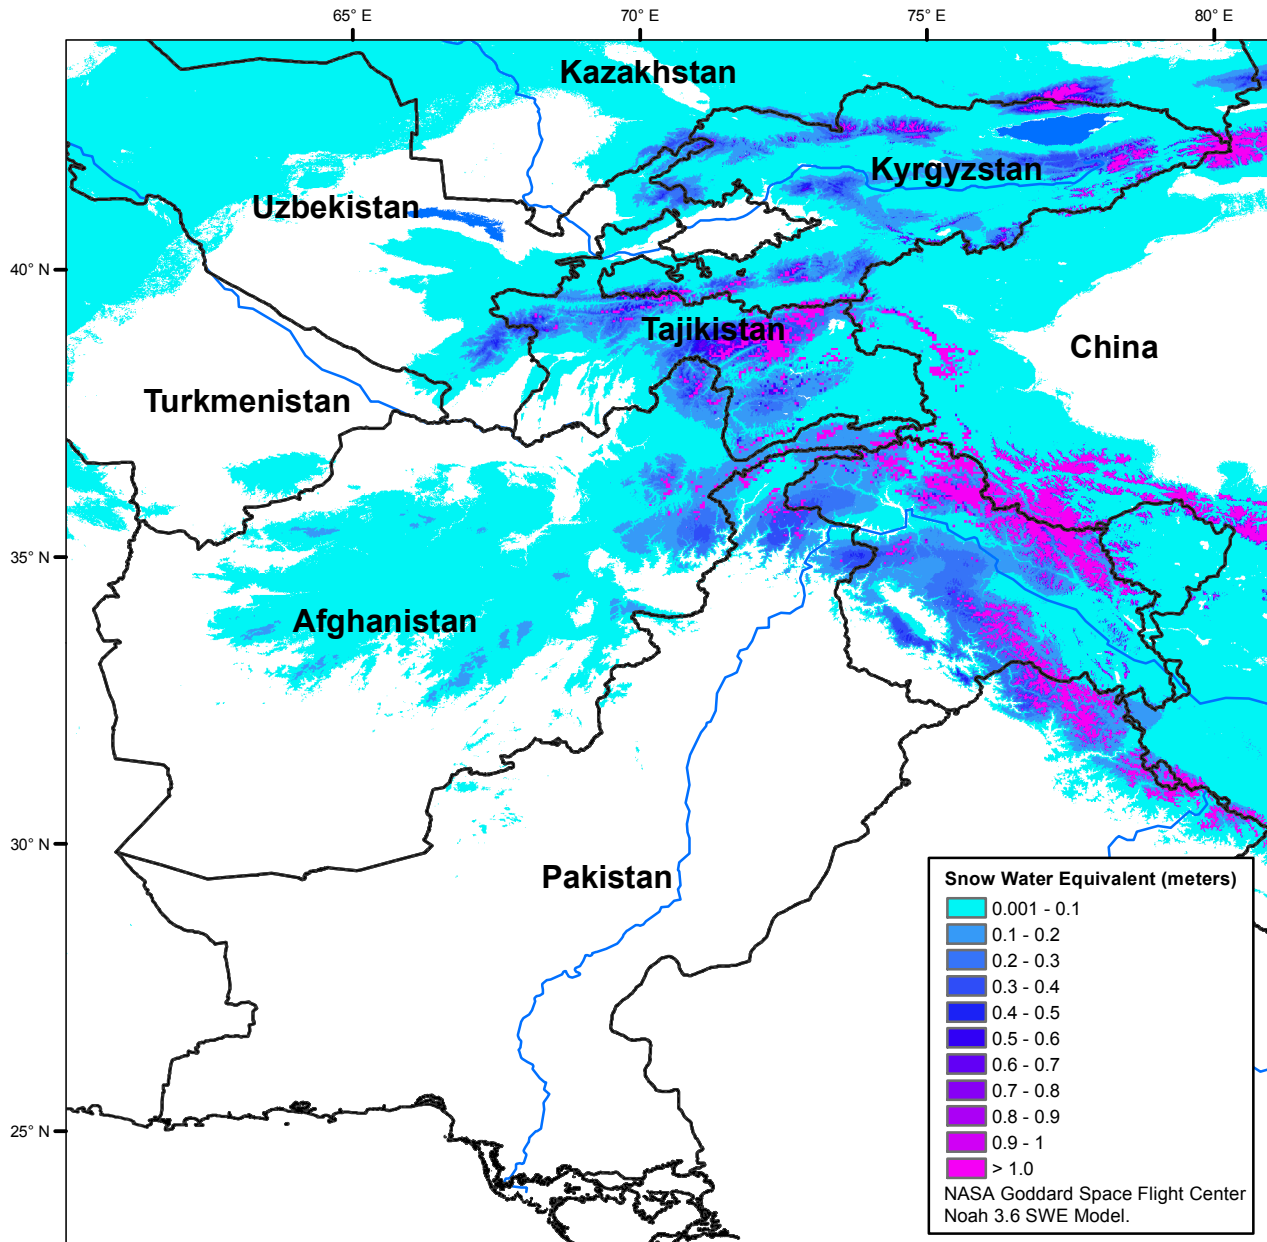 65° E
70° E
75° E
80° E
Kazakhstan
Kyrgyzstan
Uzbekistan
40° N
Tajikistan
China
Turkmenistan
35° N
Afghanistan
30° N
Pakistan
25° N
Snow Water Equivalent (meters)
0.001 - 0.1
0.1 - 0.2
0.2 - 0.3
0.3 - 0.4
0.4 - 0.5
0.5 - 0.6
0.6 - 0.7
0.7 - 0.8
0.8 - 0.9
0.9 - 1
> 1.0
NASA Goddard Space Flight Center
Noah 3.6 SWE Model.